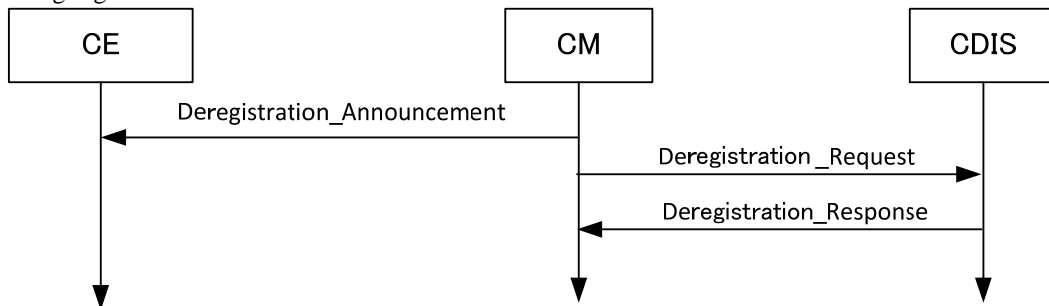 CE
CM
CDIS
Deregistration_Announcement
Deregistration _Request
Deregistration_Response